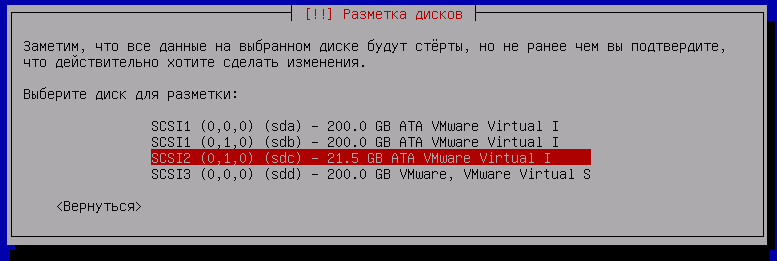 [!!] Разметка дисков
Заметим, что все данные на выбранном диске будут стёрты, но не ранее чем вы подтвердите,
что действительно хотите сделать изменения.
Выберите диск для разметки:
SCSI1 (0,0,0) (sda) - 200.0 GB ATA VMware Virtual I
SCSI1 (0,1,0) (sdb) - 200.0 GB ATA VMware Virtual I
SCSI2 (0,1,0) (sdc) - 21.5 GB ATA VMware Virtual I
SCSI3 (0,0,0) (sdd) - 200.0 GB VMware, VMware Virtual S
<Вернуться>